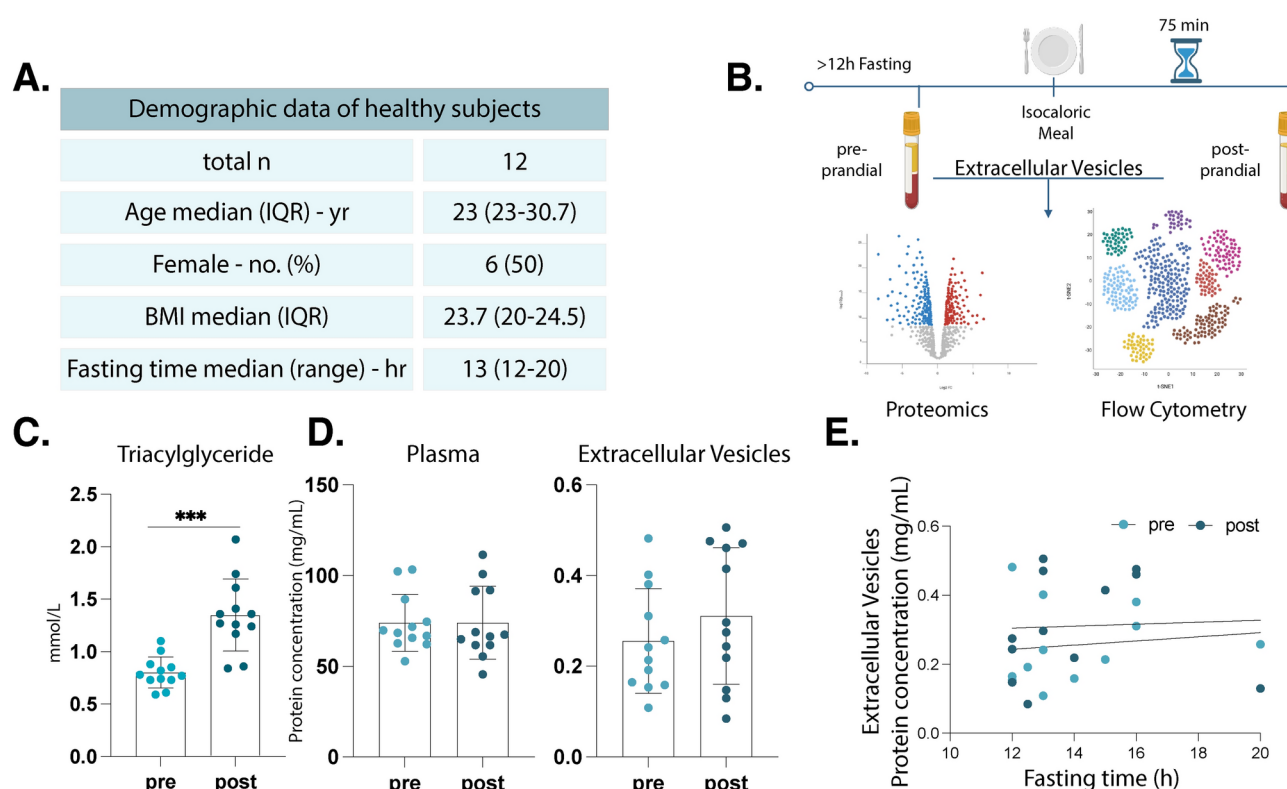 A.
Demographic data of healthy subjects
total n 12
Age median (IQR) - yr 23 (23-30.7)
Female - no. (%) 6 (50)
BMI median (IQR) 23.7 (20-24.5)
Fasting time median (range) - hr 13 (12-20)
B.
75 min
>12h Fasting
Isocaloric
Meal
pre-
prandial
Extracellular Vesicles
post-
prandial
t-SNE2
t-SNE1
Proteomics
Flow Cytometry
C.
Triacylglyceride
mmol/L
2.5
2.0
1.5
1.0
0.5
0.0
***
pre post
D.
Plasma
Protein concentration (mg/mL)
150
100
50
0
pre post
Extracellular Vesicles
0.6
0.4
0.2
0.0
pre post
E.
Extracellular Vesicles
Protein concentration (mg/mL)
0.6
0.4
0.2
0.0
pre post
10 12 14 16 18 20
Fasting time (h)